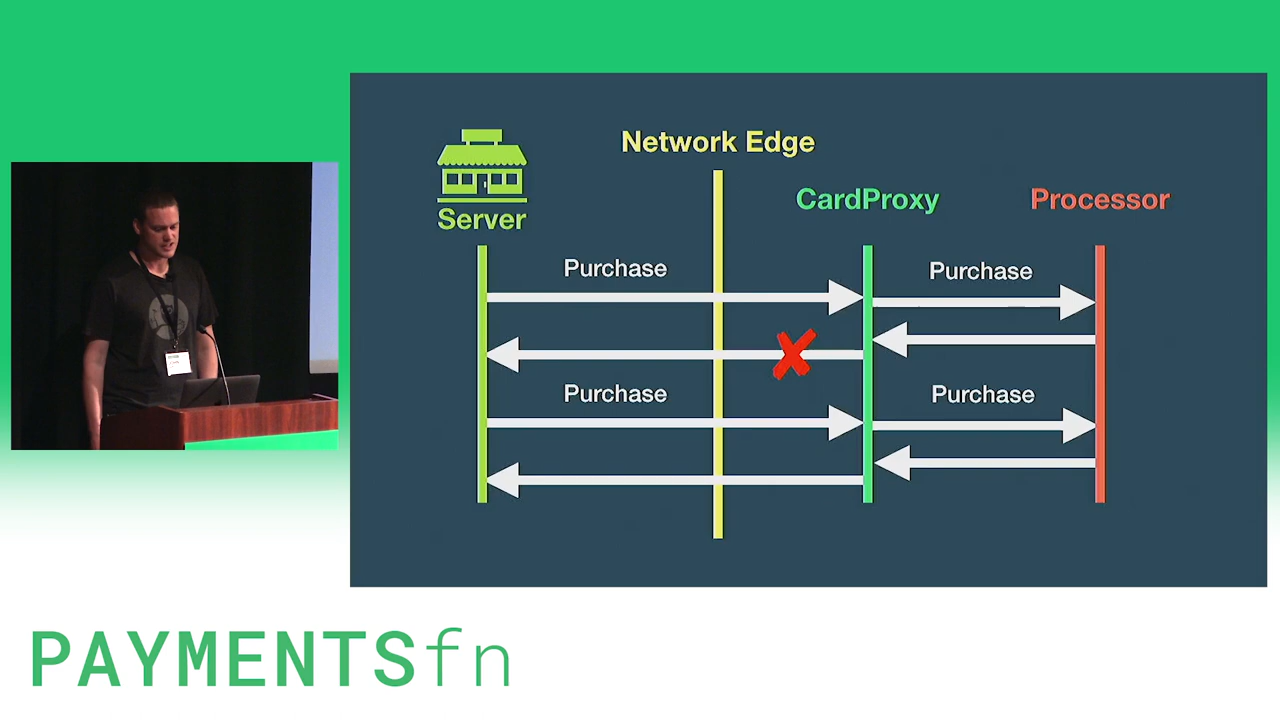 Network Edge
Server
CardProxy
Processor
Purchase
Purchase
Purchase
Purchase
PAYMENTSfn